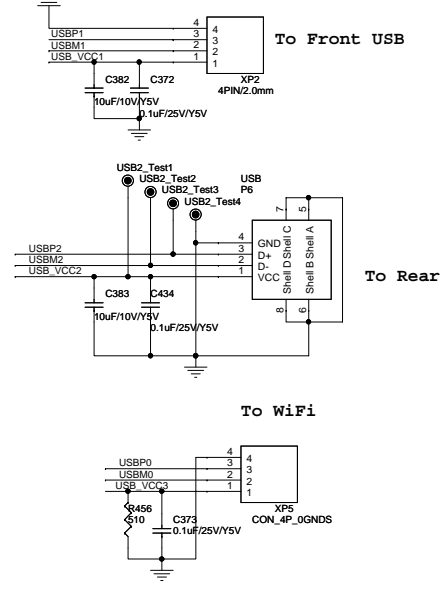 4 4
USBP1 3 3
USBM1 2 2
USB_VCC1 1 1
To Front USB
C382 C372 XP2
4PIN/2.0mm
10uF/10V/Y5V
0.1uF/25V/Y5V
USB2_Test1
USB2_Test2
USB2_Test3
USB2_Test4
USB
P6
7 5
4 GND
USBP2 3 D+
USBM2 2 D-
USB_VCC2 1 VCC
Shell D Shell C
Shell B Shell A
To Rear
8 6
C383 C434
10uF/10V/Y5V
0.1uF/25V/Y5V
To WiFi
4 4
USBP0 3 3
USBM0 2 2
USB_VCC3 1 1
R456
510
C373
0.1uF/25V/Y5V
XP5
CON_4P_0GNDS